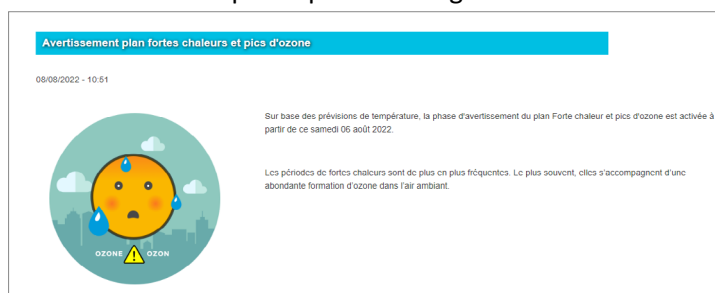 Avertissement plan fortes chaleurs et pics d'ozone
08/08/2022 - 10:51
Sur base des prévisions de température, la phase d'avertissement du plan Forte chaleur et pics d'ozone est activée à
partir de ce samedi 06 août 2022.
Les périodes de fortes chaleurs sont de plus en plus fréquentes. Le plus souvent, elles s'accompagnent d'une
abondante formation d'ozone dans l'air ambiant.
OZONE OZON